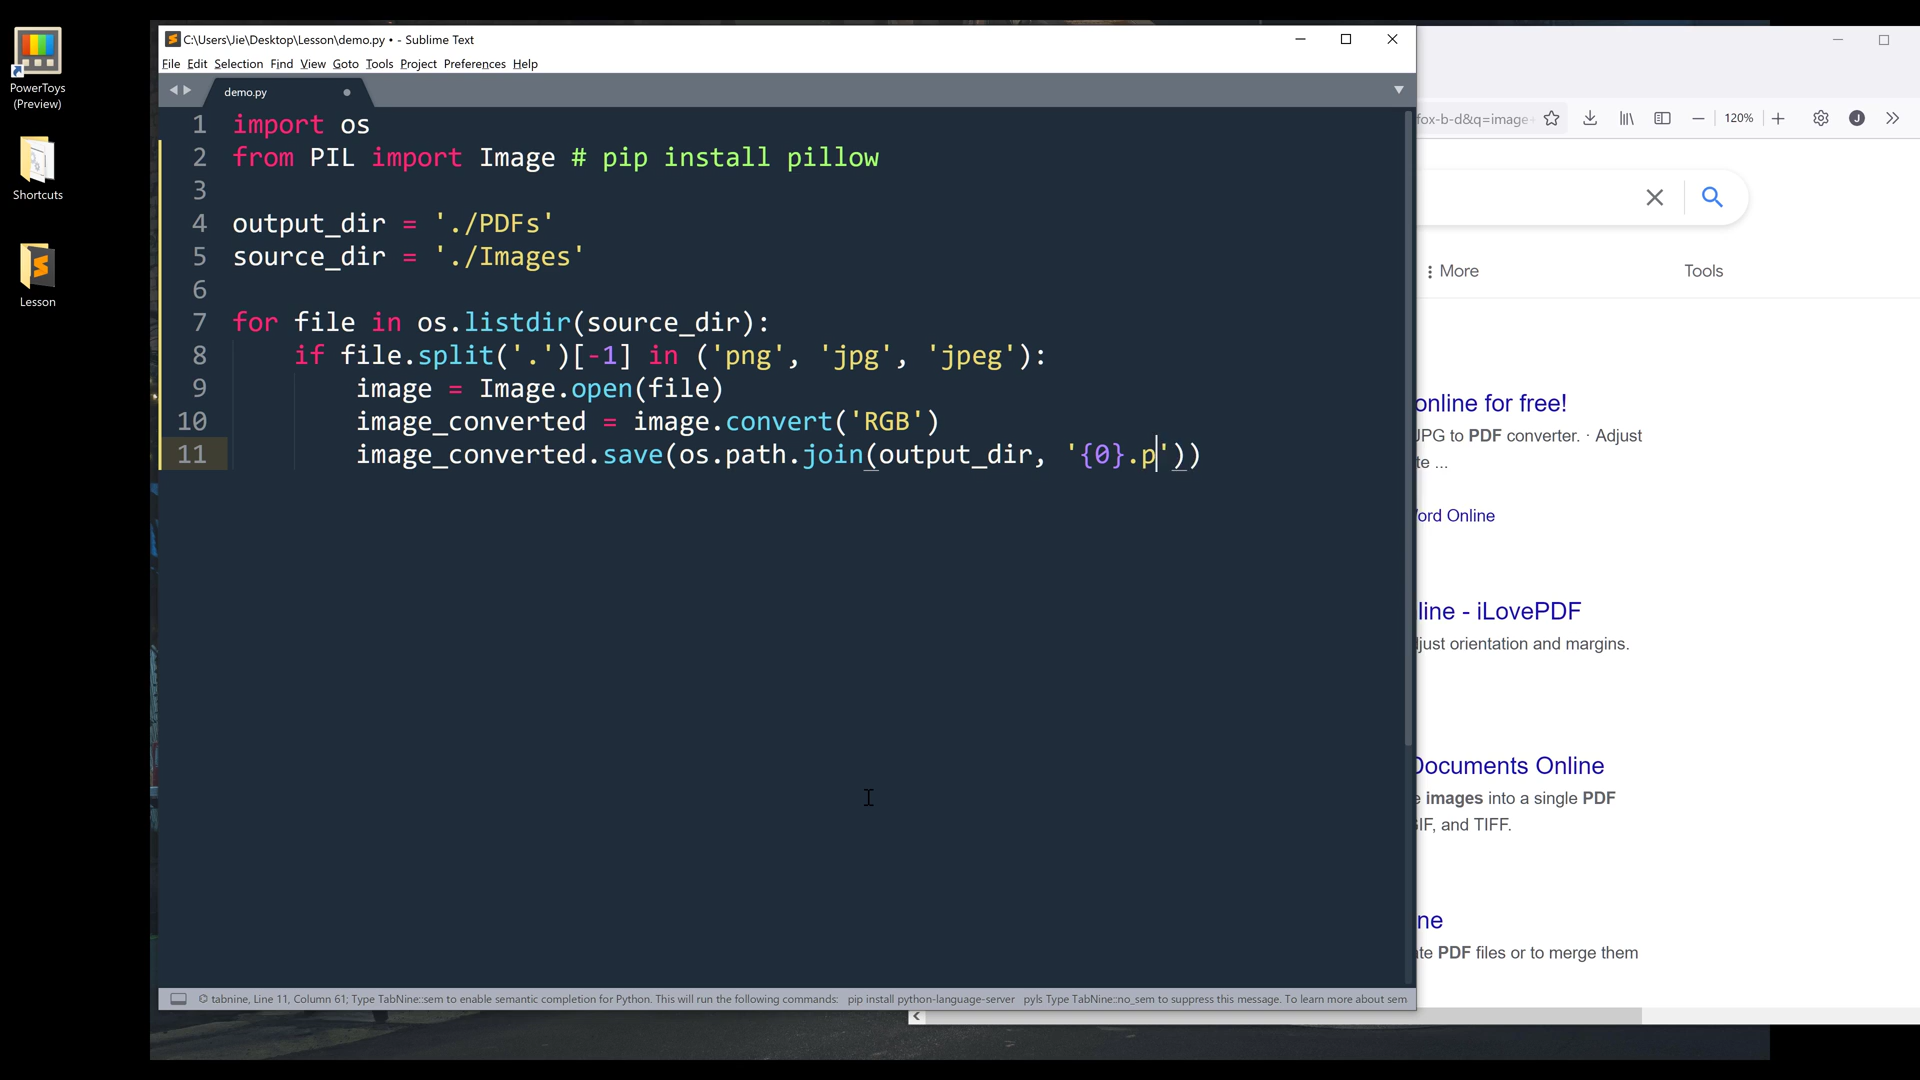 PowerToys
(Preview)
Shortcuts
Lesson
C:\Users\Jie\Desktop\Lesson\demo.py • - Sublime Text
File Edit Selection Find View Goto Tools Project Preferences Help
demo.py
1 import os
2 from PIL import Image # pip install pillow
3
4 output_dir = './PDFs'
5 source_dir = './Images'
6
7 for file in os.listdir(source_dir):
8 if file.split('.')[-1] in ('png', 'jpg', 'jpeg'):
9 image = Image.open(file)
10 image_converted = image.convert('RGB')
11 image_converted.save(os.path.join(output_dir, '{0}.p'))
tabnine, Line 11, Column 61; Type TabNine::sem to enable semantic completion for Python. This will run the following commands: pip install python-language-server pyls Type TabNine::no_sem to suppress this message. To learn more about sem
fox-b-d&q=image+
120%
J
More
Tools
online for free!
JPG to PDF converter. · Adjust
te ...
ord Online
line - iLovePDF
djust orientation and margins.
Documents Online
e images into a single PDF
GIF, and TIFF.
ne
te PDF files or to merge them